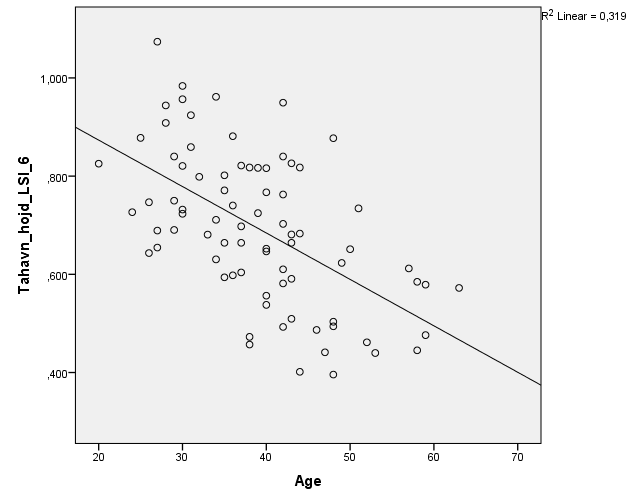 R2 Linear = 0,319
1,000
,800
,600
,400
Tahavn_hojd_LSI_6
20 30 40 50 60 70
Age